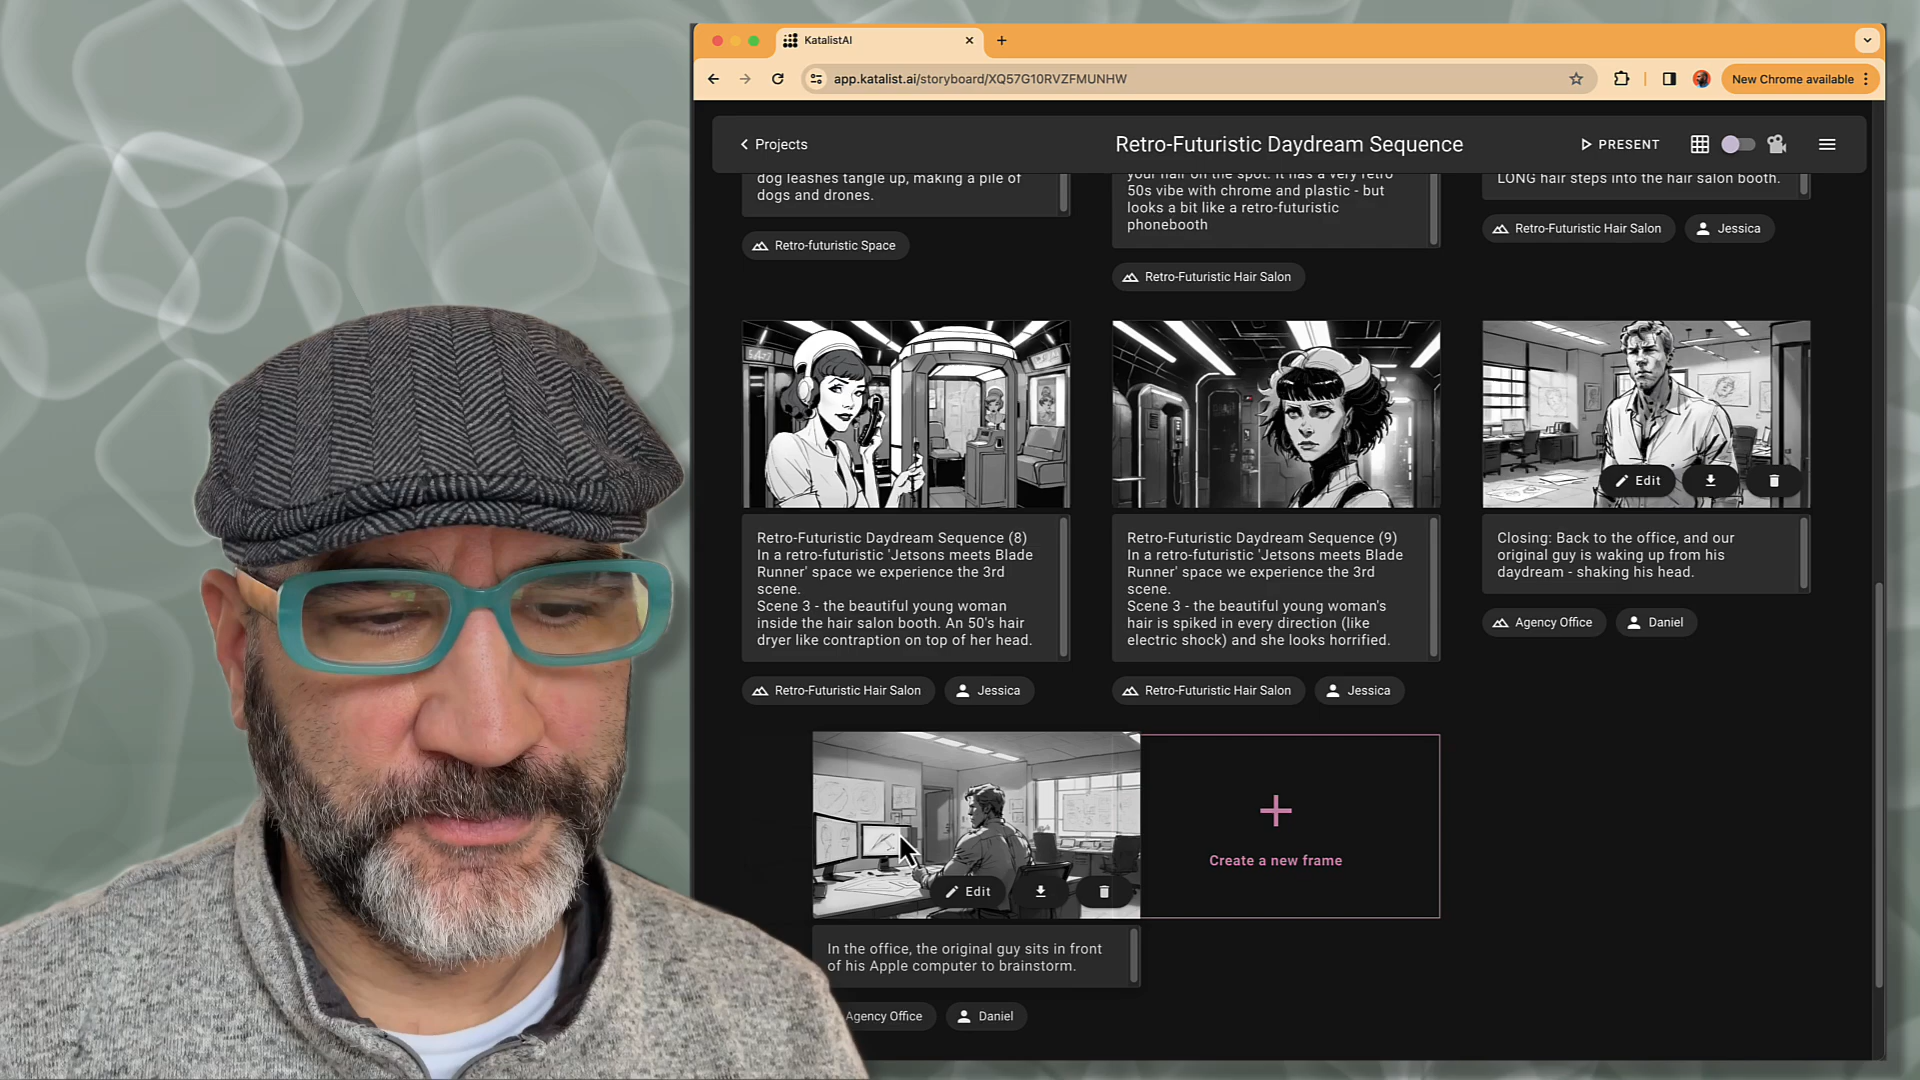 KatalistAI
app.katalist.ai/storyboard/XQ57G10RVZFMUNHW
New Chrome available
Projects
Retro-Futuristic Daydream Sequence
PRESENT
dog leashes tangle up, making a pile of
dogs and drones.
Retro-futuristic Space
your hair on the spot. It has a very retro
50s vibe with chrome and plastic - but
looks a bit like a retro-futuristic
phonebooth
Retro-Futuristic Hair Salon
LONG hair steps into the hair salon booth.
Retro-Futuristic Hair Salon
Jessica
Retro-Futuristic Daydream Sequence (8)
In a retro-futuristic 'Jetsons meets Blade
Runner' space we experience the 3rd
scene.
Scene 3 - the beautiful young woman
inside the hair salon booth. An 50's hair
dryer like contraption on top of her head.
Retro-Futuristic Hair Salon
Jessica
Retro-Futuristic Daydream Sequence (9)
In a retro-futuristic 'Jetsons meets Blade
Runner' space we experience the 3rd
scene.
Scene 3 - the beautiful young woman's
hair is spiked in every direction (like
electric shock) and she looks horrified.
Retro-Futuristic Hair Salon
Jessica
Edit
Closing: Back to the office, and our
original guy is waking up from his
daydream - shaking his head.
Agency Office
Daniel
Edit
In the office, the original guy sits in front
of his Apple computer to brainstorm.
Agency Office
Daniel
Create a new frame